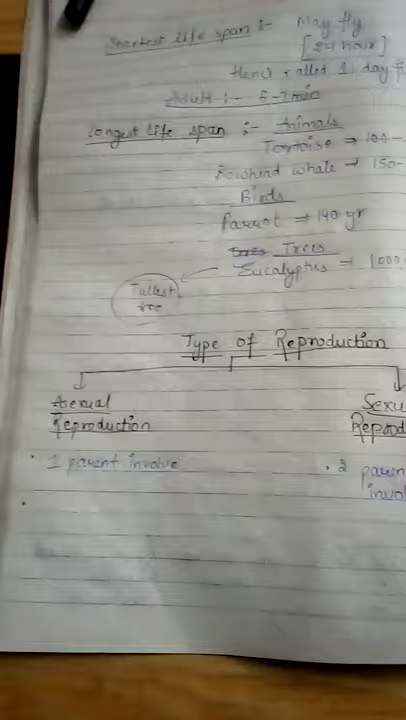 Shortest life span :- May fly
[24 hour]
Hence called 1 day f
Adult :- 5-7 min
Longest life span :- Animals
Tortoise → 100-
Bowhead whale → 150-
Birds
Parrot → 140 yr
Trees
Eucalyptus → 1000
Tallest
tree
Type of Reproduction
Asexual
Reproduction
Sexu
Reprod
• 1 parent involve
• 2 paren
invol